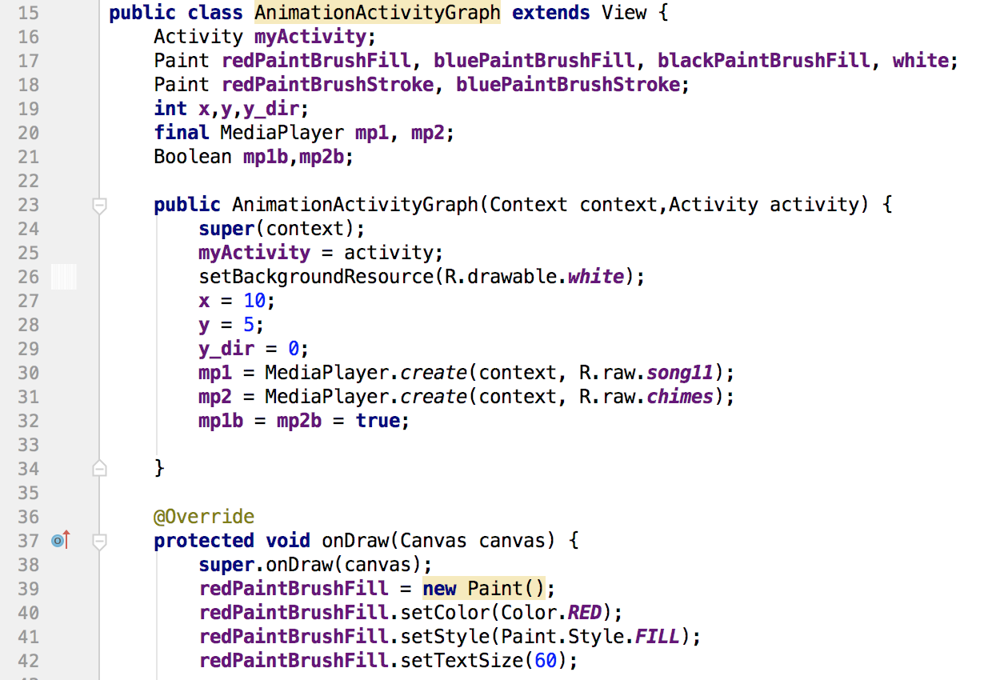 15 public class AnimationActivityGraph extends View {
16     Activity myActivity;
17     Paint redPaintBrushFill, bluePaintBrushFill, blackPaintBrushFill, white;
18     Paint redPaintBrushStroke, bluePaintBrushStroke;
19     int x,y,y_dir;
20     final MediaPlayer mp1, mp2;
21     Boolean mp1b,mp2b;
22
23     public AnimationActivityGraph(Context context,Activity activity) {
24         super(context);
25         myActivity = activity;
26         setBackgroundResource(R.drawable.white);
27         x = 10;
28         y = 5;
29         y_dir = 0;
30         mp1 = MediaPlayer.create(context, R.raw.song11);
31         mp2 = MediaPlayer.create(context, R.raw.chimes);
32         mp1b = mp2b = true;
33
34     }
35
36     @Override
37     protected void onDraw(Canvas canvas) {
38         super.onDraw(canvas);
39         redPaintBrushFill = new Paint();
40         redPaintBrushFill.setColor(Color.RED);
41         redPaintBrushFill.setStyle(Paint.Style.FILL);
42         redPaintBrushFill.setTextSize(60);